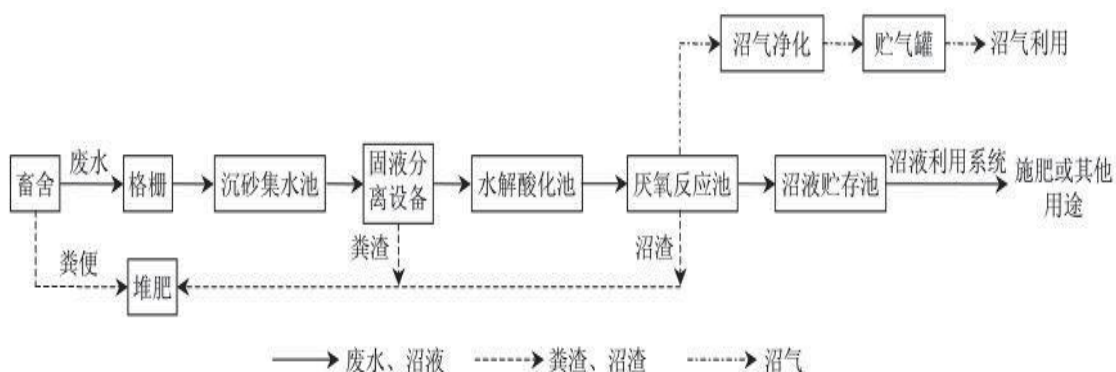 沼气净化
贮气罐
沼气利用
畜舍
废水
格栅
沉砂集水池
固液分
离设备
水解酸化池
厌氧反应池
沼液贮存池
沼液利用系统
施肥或其他
用途
粪便
堆肥
粪渣
沼渣
废水、沼液
粪渣、沼渣
沼气